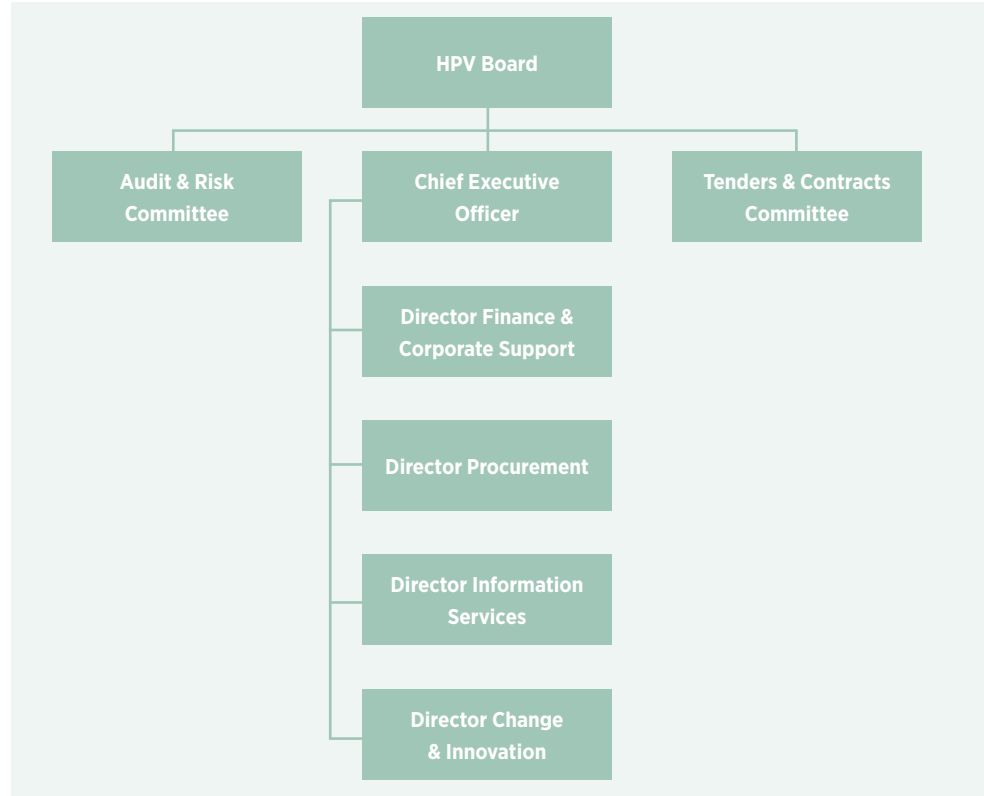 HPV Board
Audit & Risk
Committee
Chief Executive
Officer
Tenders & Contracts
Committee
Director Finance &
Corporate Support
Director Procurement
Director Information
Services
Director Change
& Innovation